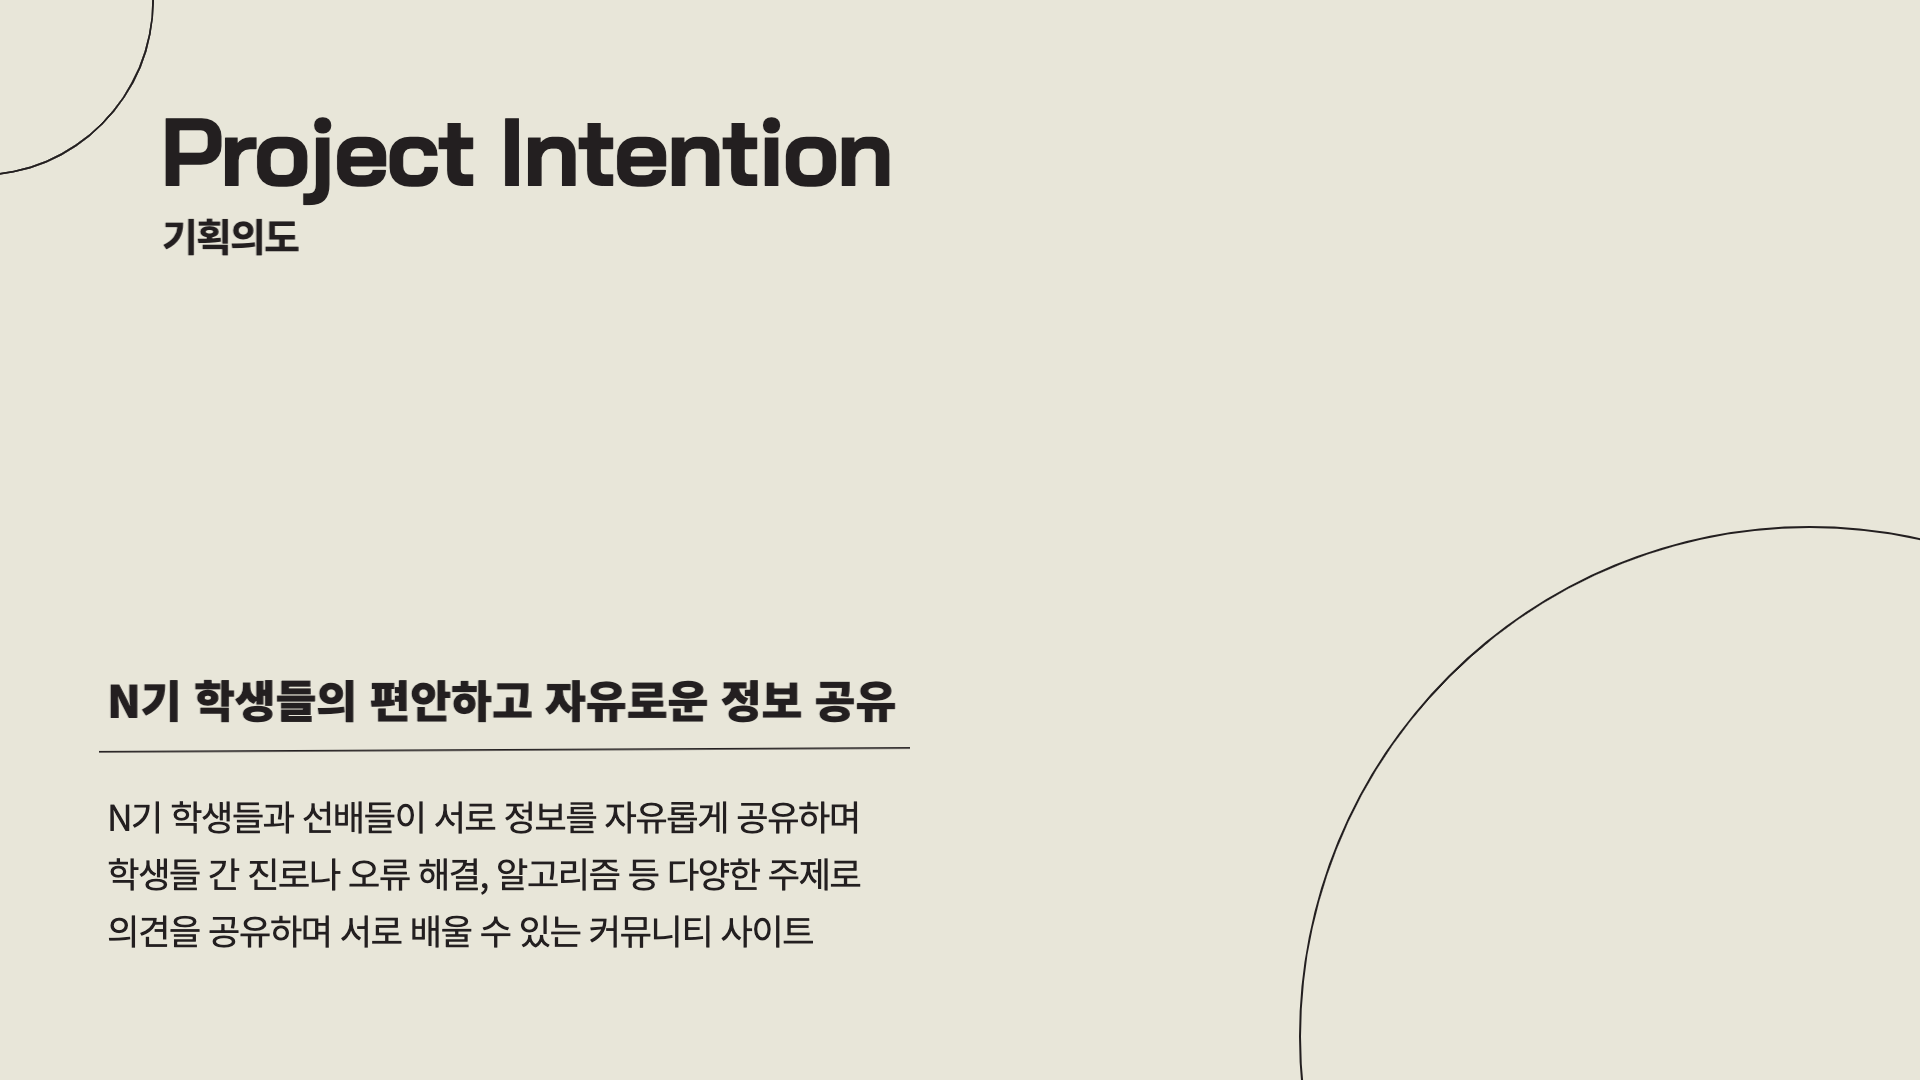 Project Intention
기획의도
N기 학생들의 편안하고 자유로운 정보 공유
N기 학생들과 선배들이 서로 정보를 자유롭게 공유하며
학생들 간 진로나 오류 해결, 알고리즘 등 다양한 주제로
의견을 공유하며 서로 배울 수 있는 커뮤니티 사이트